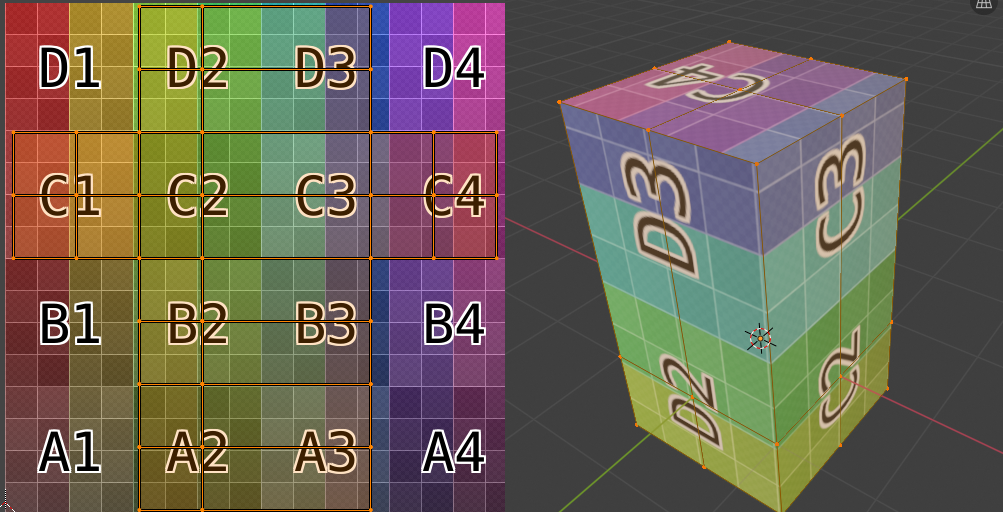 D1 D2 D3 D4
C1 C2 C3 C4
B1 B2 B3 B4
A1 A2 A3 A4
C4
D3 C3
D2 C2